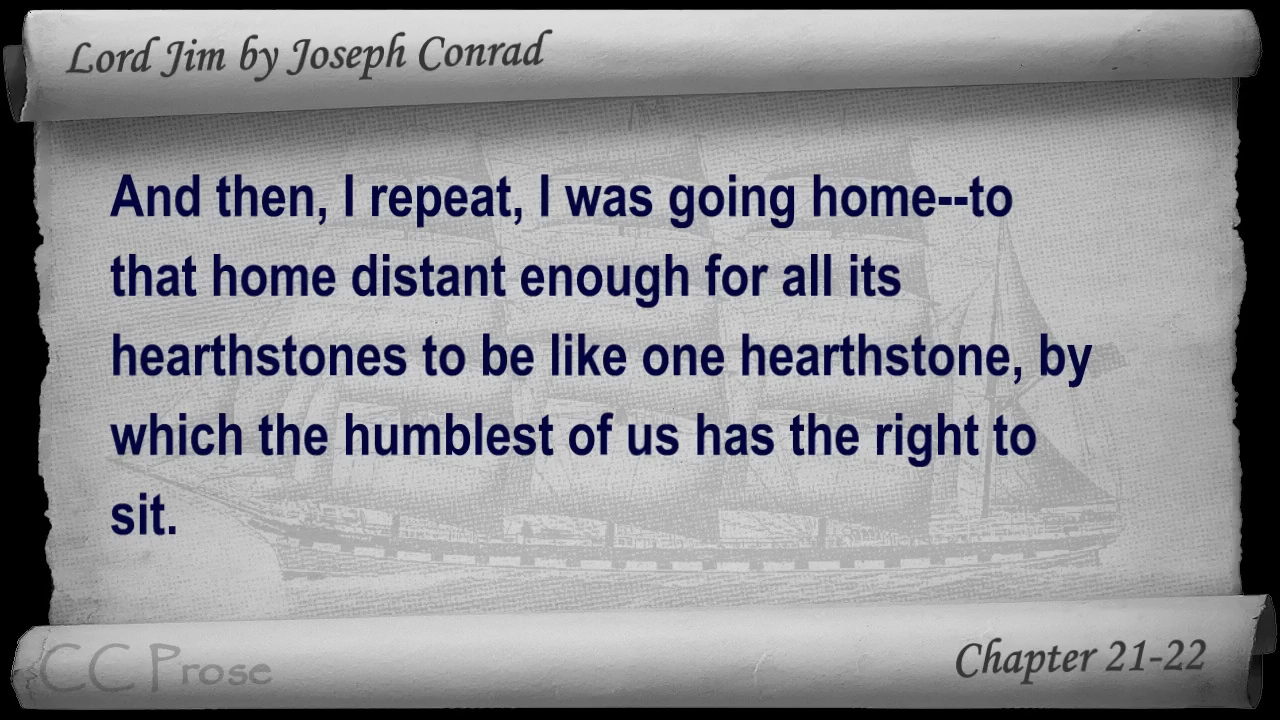 Lord Jim by Joseph Conrad
And then, I repeat, I was going home--to
that home distant enough for all its
hearthstones to be like one hearthstone, by
which the humblest of us has the right to
sit.
CC Prose
Chapter 21-22